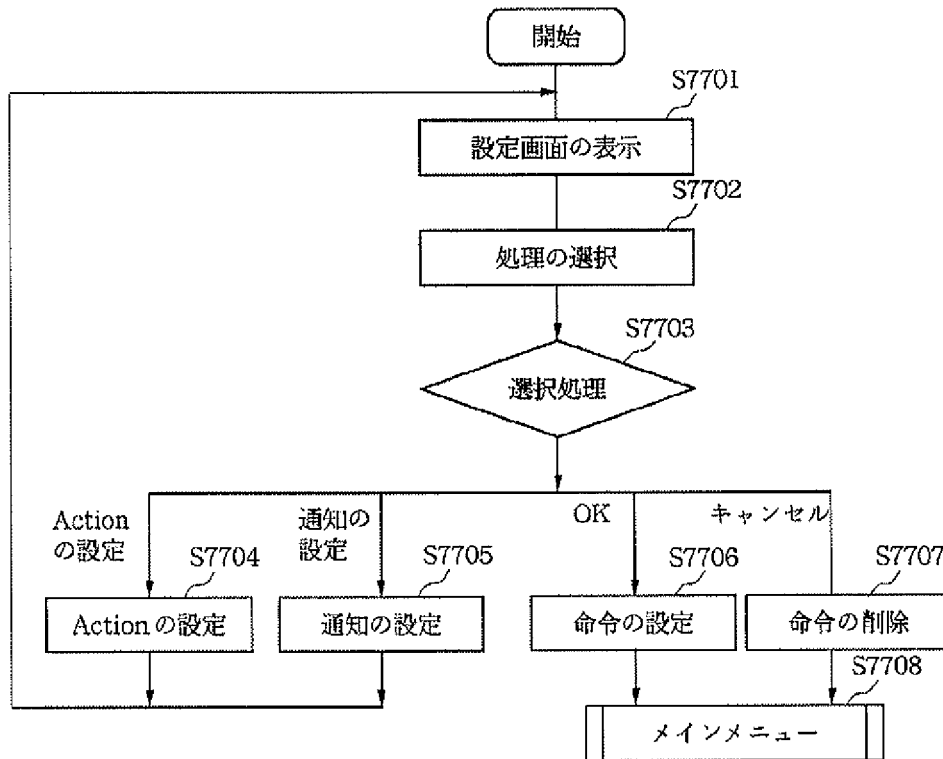 開始
S7701
設定画面の表示
S7702
処理の選択
S7703
選択処理
Action
の設定
通知の
設定
OK
キャンセル
S7704
Actionの設定
S7705
通知の設定
S7706
命令の設定
S7707
命令の削除
S7708
メインメニュー